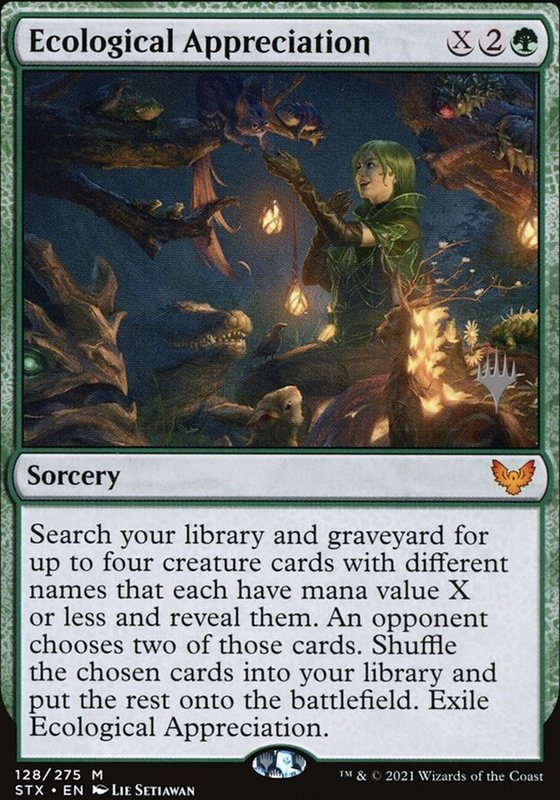 Ecological Appreciation X2
Sorcery
Search your library and graveyard for
up to four creature cards with different
names that each have mana value X
or less and reveal them. An opponent
chooses two of those cards. Shuffle
the chosen cards into your library and
put the rest onto the battlefield. Exile
Ecological Appreciation.
128/275 M
STX • EN Lie Setiawan
™ & © 2021 Wizards of the Coast